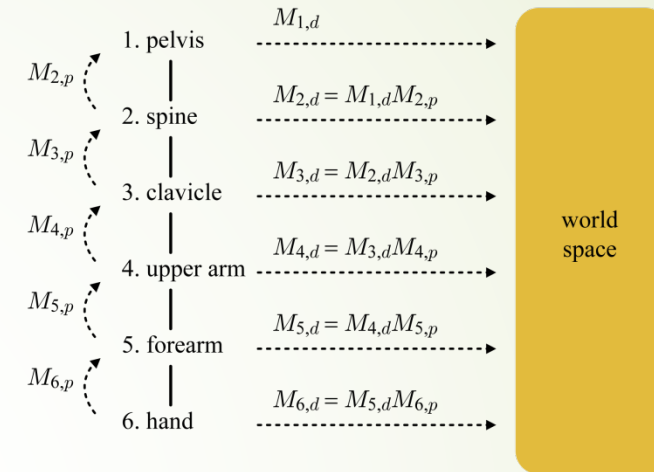 M₁,d
1. pelvis
M₂,p
M₂,d = M₁,dM₂,p
2. spine
M₃,p
M₃,d = M₂,dM₃,p
3. clavicle
M₄,p
M₄,d = M₃,dM₄,p
4. upper arm
M₅,p
M₅,d = M₄,dM₅,p
5. forearm
M₆,p
M₆,d = M₅,dM₆,p
6. hand
world
space